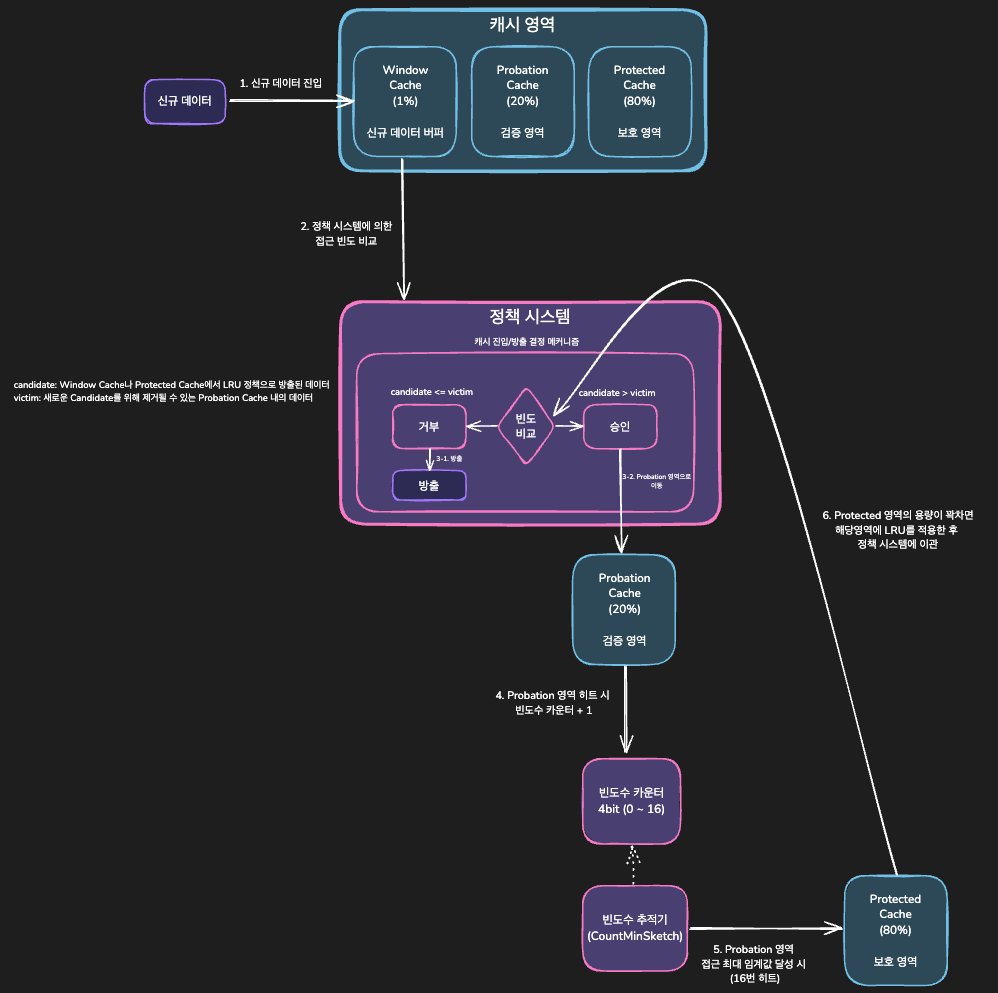 캐시 영역
Window
Cache
(1%)
신규 데이터 버퍼
Probation
Cache
(20%)
검증 영역
Protected
Cache
(80%)
보호 영역
신규 데이터
1. 신규 데이터 진입
2. 정책 시스템에 의한
접근 빈도 비교
정책 시스템
캐시 진입/방출 결정 메커니즘
candidate: Window Cache나 Protected Cache에서 LRU 정책으로 방출된 데이터
victim: 새로운 Candidate를 위해 제거될 수 있는 Probation Cache 내의 데이터
candidate <= victim
candidate > victim
거부
빈도
비교
승인
3-1. 방출
방출
3-2. Probation 영역으로
이동
Probation
Cache
(20%)
검증 영역
4. Probation 영역 히트 시
빈도수 카운터 + 1
빈도수 카운터
4bit (0 ~ 16)
빈도수 추적기
(CountMinSketch)
5. Probation 영역
접근 최대 임계값 달성 시
(16번 히트)
Protected
Cache
(80%)
보호 영역
6. Protected 영역의 용량이 꽉차면
해당영역에 LRU를 적용한 후
정책 시스템에 이관